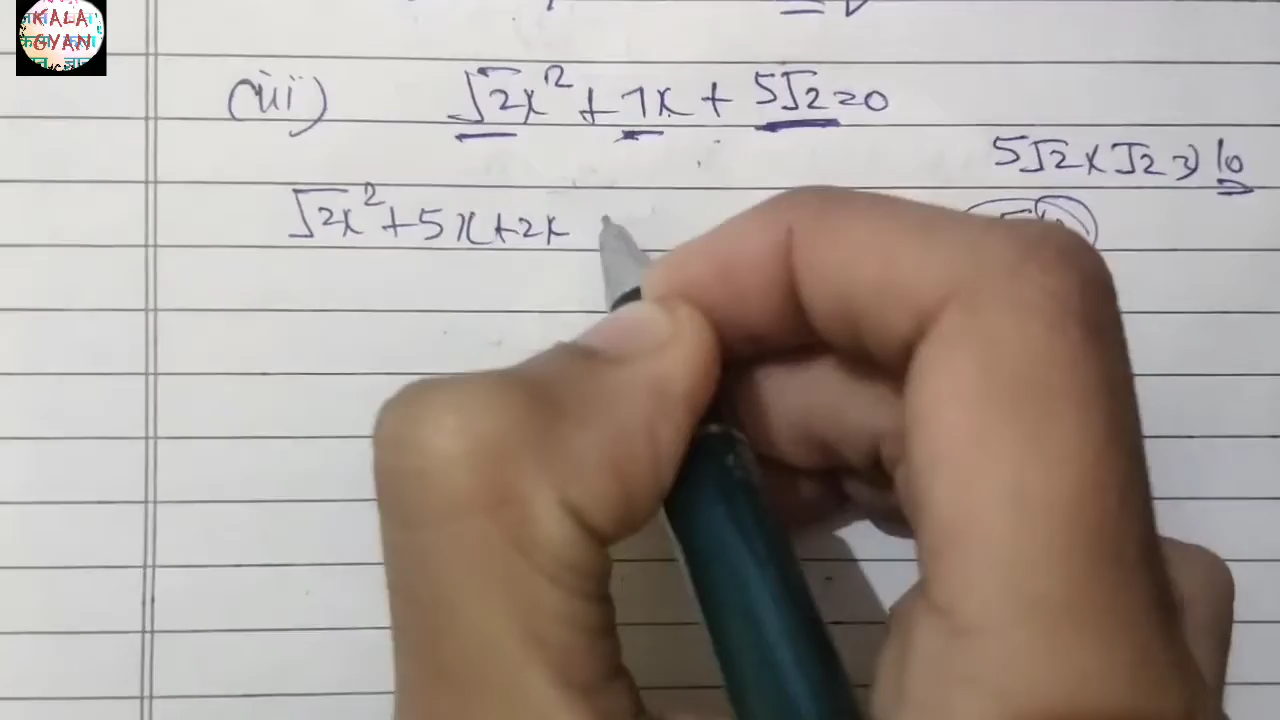 KALA
GYAN
(iii) √2x² + 7x + 5√2 = 0
5√2 × √2 ⇒ 10
√2x² + 5x + 2x